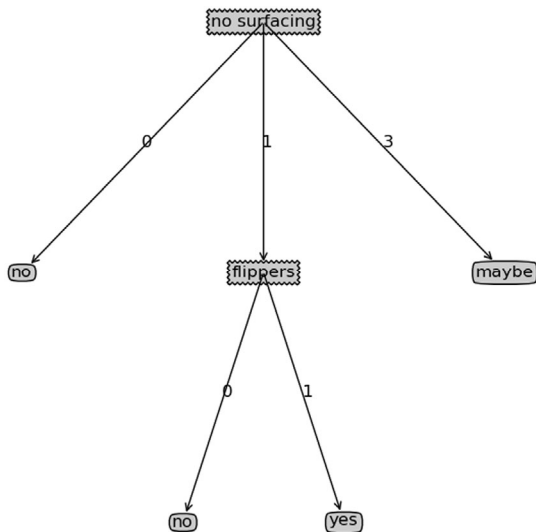 no surfacing
0 1 3
no flippers maybe
0 1
no yes